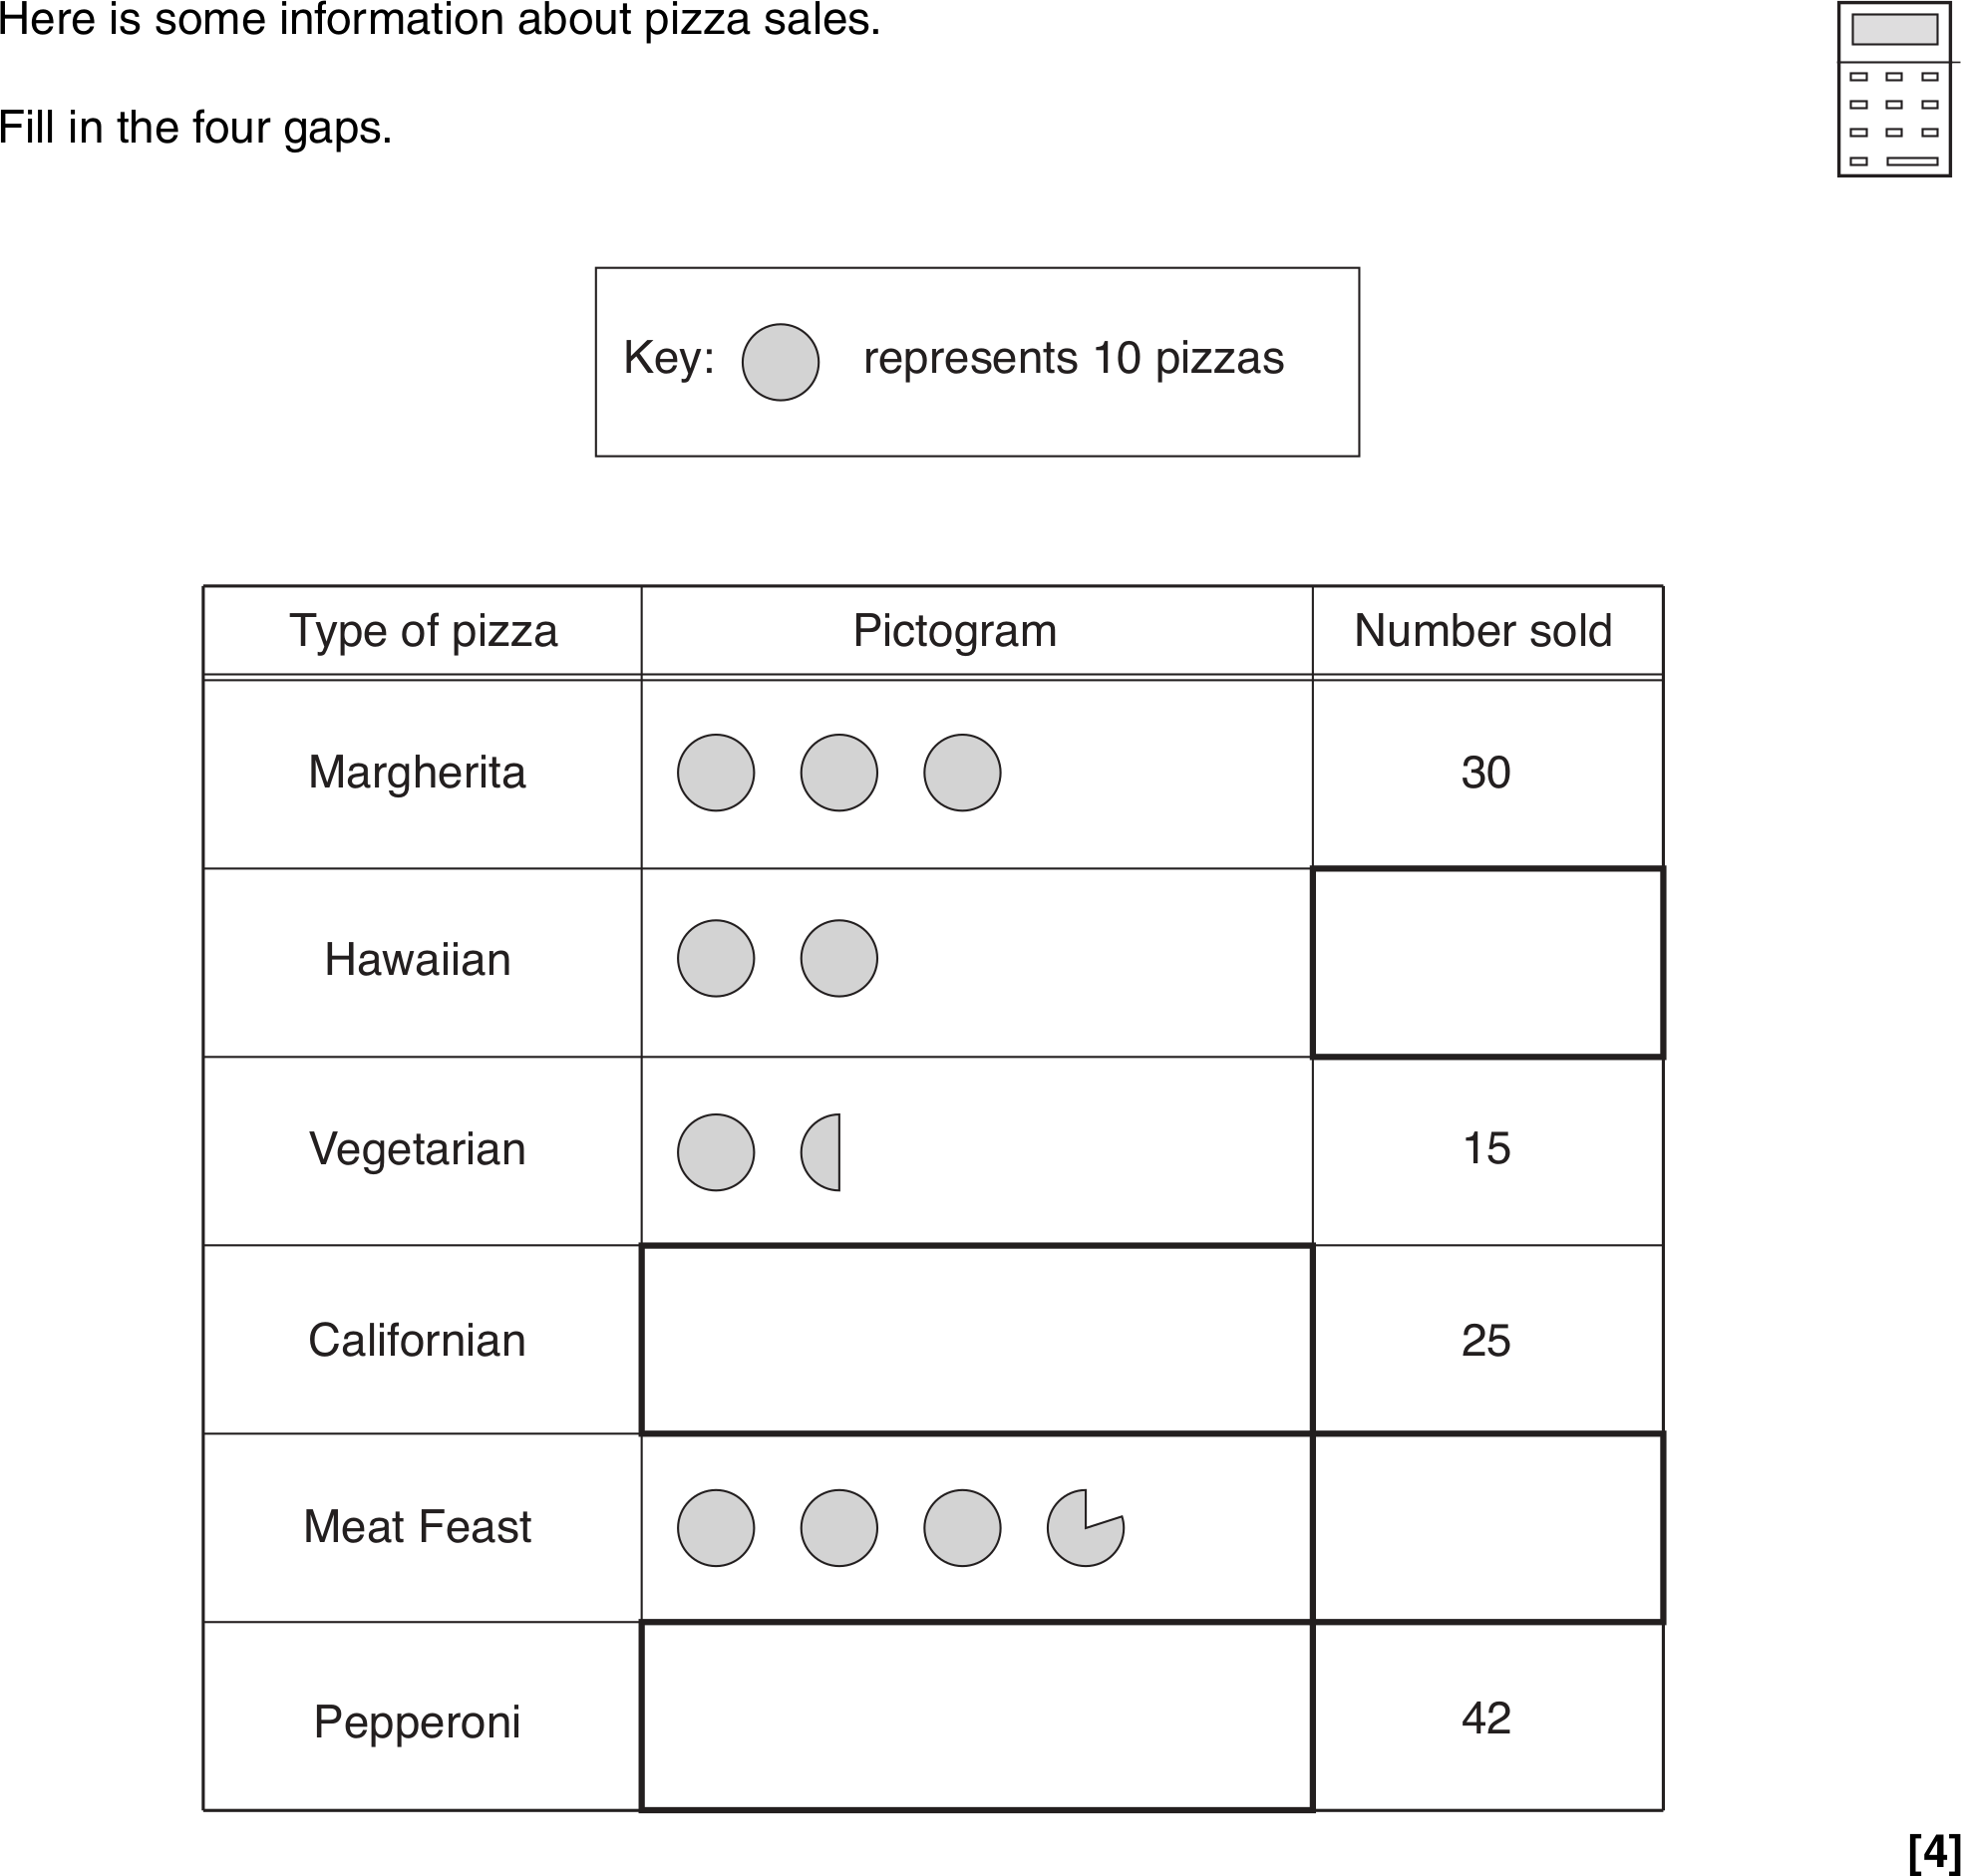 Here is some information about pizza sales.
Fill in the four gaps.
Key: represents 10 pizzas
Type of pizza Pictogram Number sold
Margherita 30
Hawaiian
Vegetarian 15
Californian 25
Meat Feast
Pepperoni 42
[4]